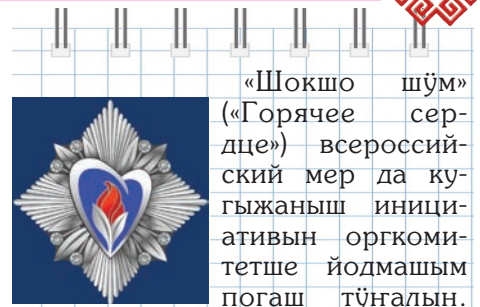 «Шокшо шӱм»
(«Горячее сер-
дце») всероссий-
ский мер да ку-
гыжаныш иници-
ативын оргкоми-
тетше йодмашым
погаш тӱҥалын.